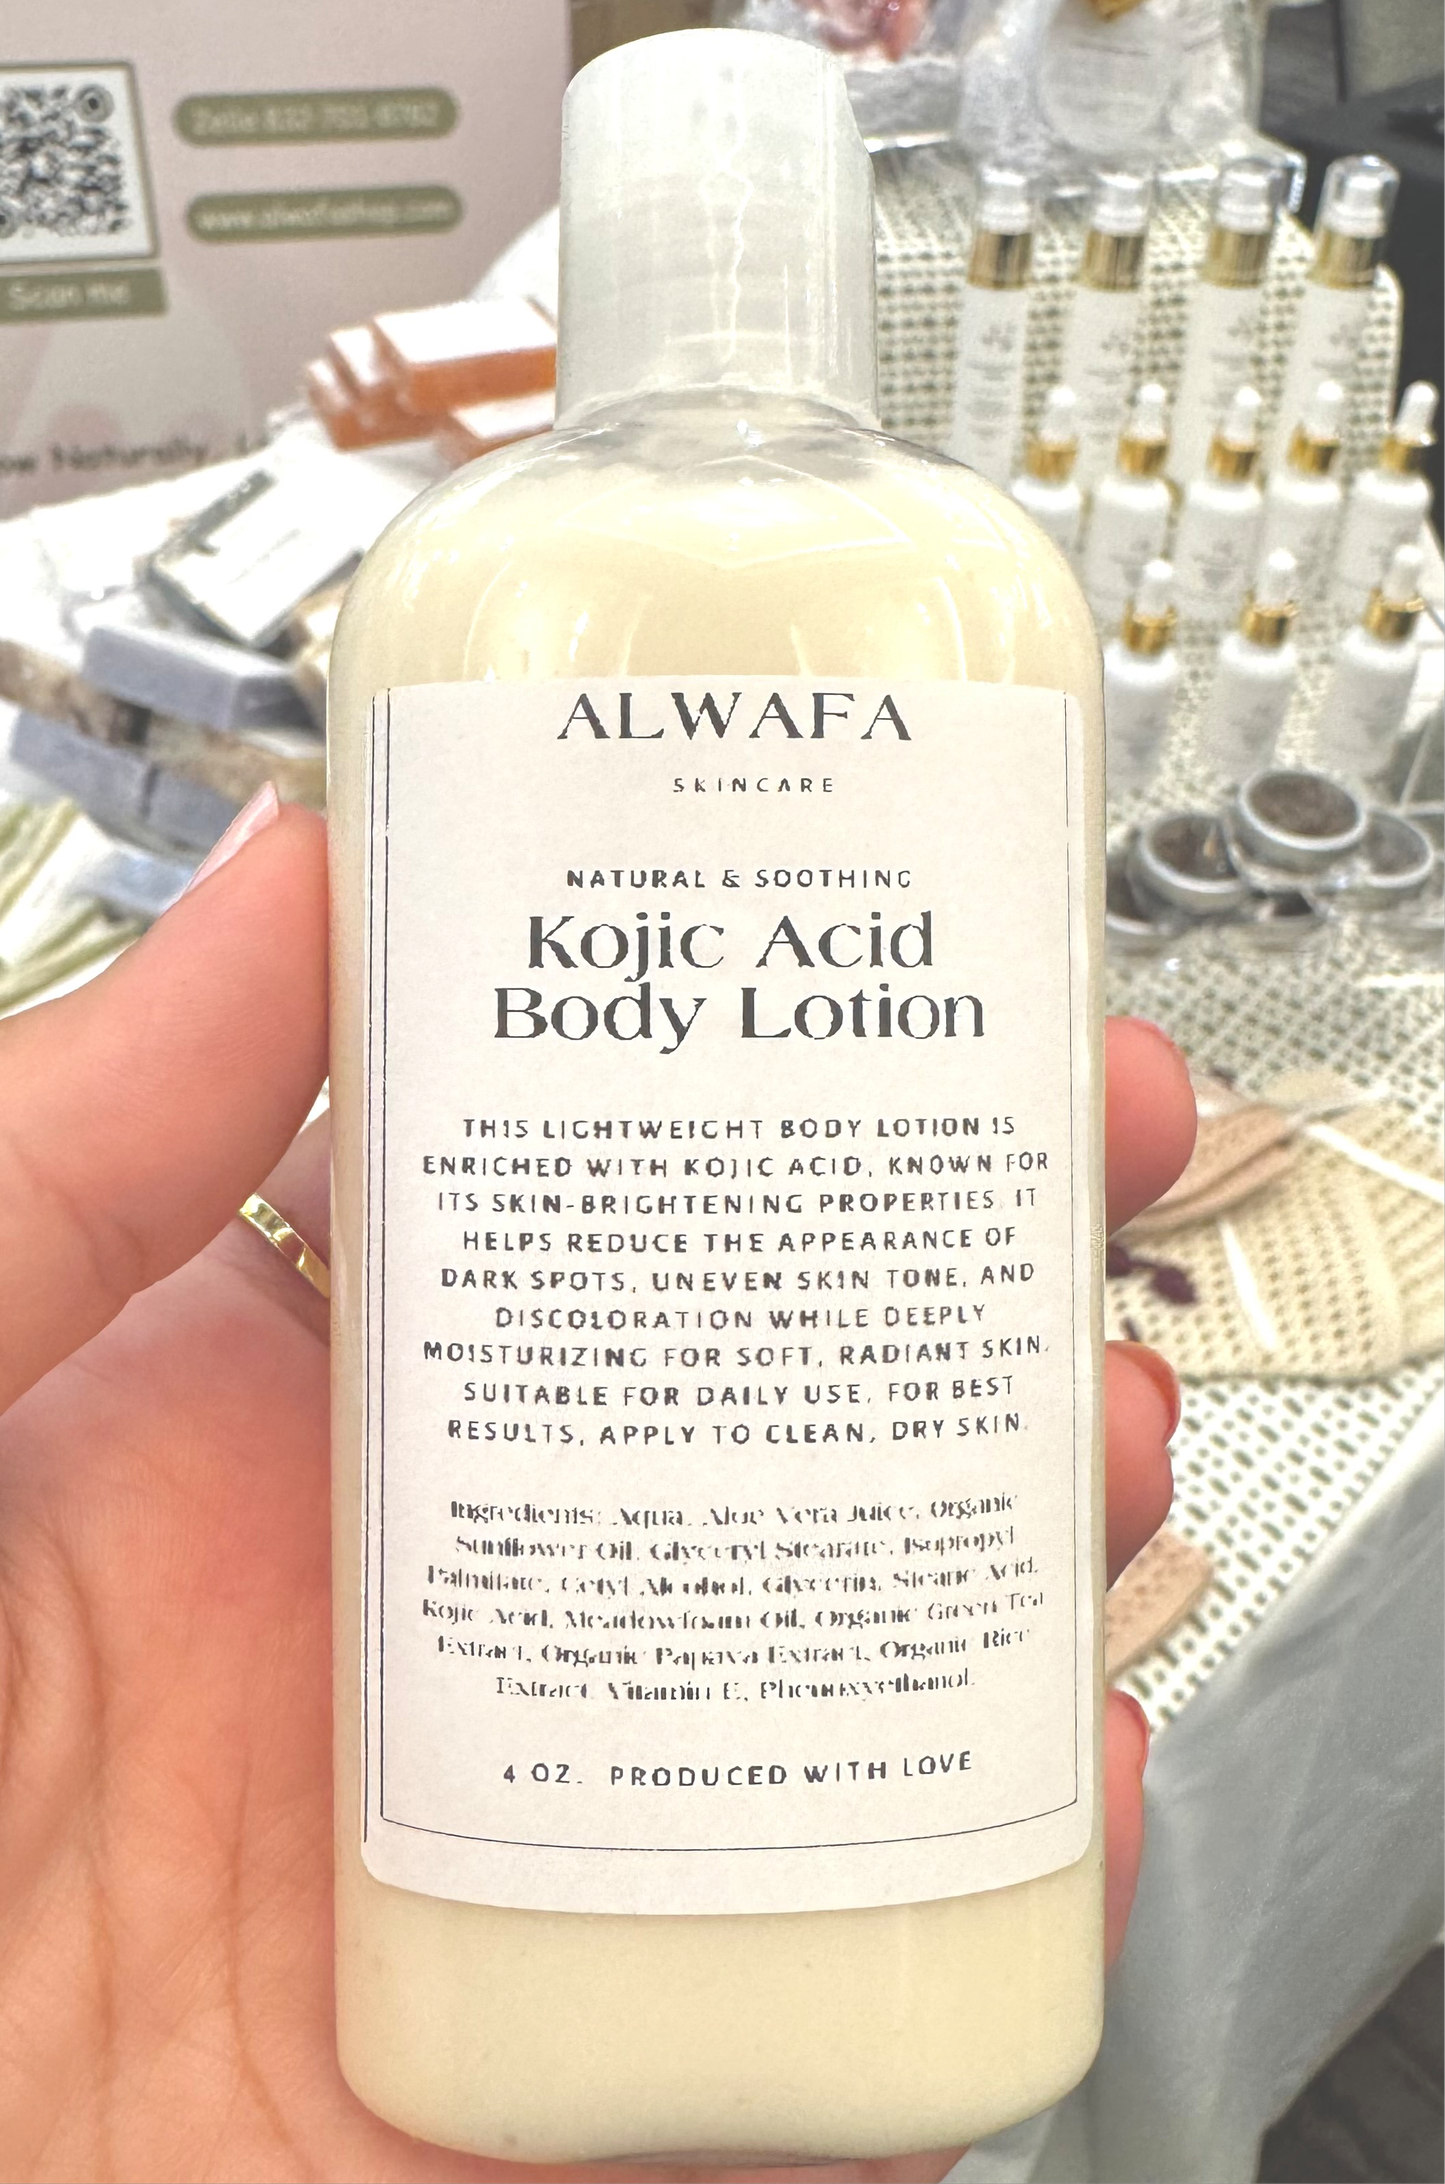 Zelle
www.alwafashop.com
Scan me
Naturally,
ALWAFA
SKINCARE
NATURAL & SOOTHING
Kojic Acid
Body Lotion
THIS LIGHTWEIGHT BODY LOTION IS
ENRICHED WITH KOJIC ACID, KNOWN FOR
ITS SKIN-BRIGHTENING PROPERTIES. IT
HELPS REDUCE THE APPEARANCE OF
DARK SPOTS, UNEVEN SKIN TONE, AND
DISCOLORATION WHILE DEEPLY
MOISTURIZING FOR SOFT, RADIANT SKIN.
SUITABLE FOR DAILY USE, FOR BEST
RESULTS, APPLY TO CLEAN, DRY SKIN.
Ingredients: Aqua, Aloe Vera Juice, Organic
Sunflower Oil, Glyceryl Stearate, Isopropyl
Palmitate, Cetyl Alcohol, Glycerin, Stearic Acid,
Kojic Acid, Meadowfoam Oil, Organic Green Tea
Extract, Organic Papaya Extract, Organic Rice
Extract, Vitamin E, Phenoxyethanol.
4 OZ. PRODUCED WITH LOVE